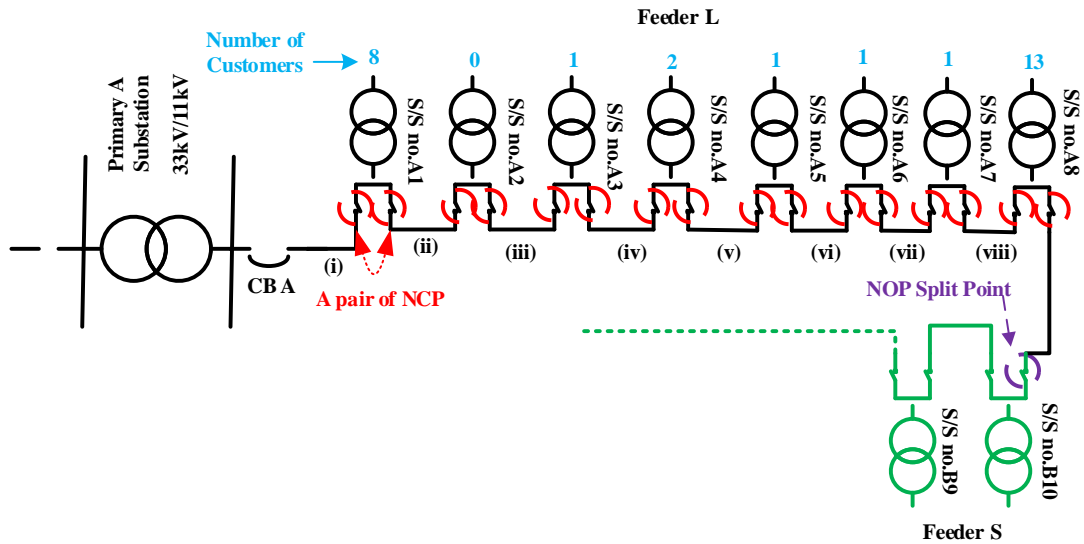 Feeder L
Number of
Customers
8
0
1
2
1
1
1
13
Primary A
Substation
33kV/11kV
S/S no.A1
S/S no.A2
S/S no.A3
S/S no.A4
S/S no.A5
S/S no.A6
S/S no.A7
S/S no.A8
CB A
(i)
(ii)
(iii)
(iv)
(v)
(vi)
(vii)
(viii)
A pair of NCP
NOP Split Point
S/S no.B9
S/S no.B10
Feeder S